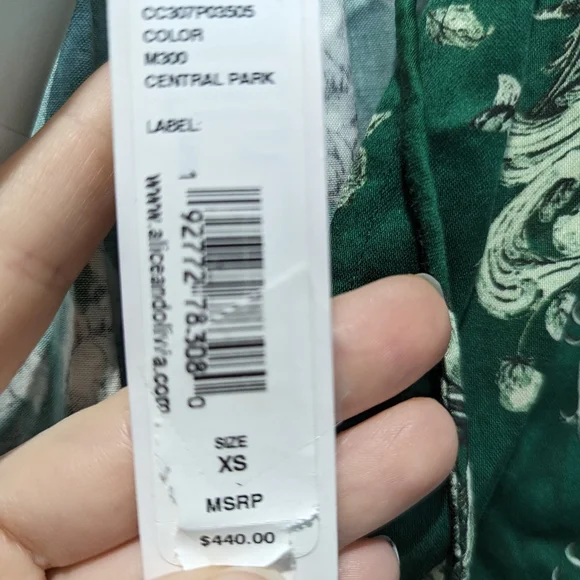 CC307P03505
COLOR
M300
CENTRAL PARK
LABEL:
www.aliceandolivia.com
1 92772 78308 0
SIZE
XS
MSRP
$440.00